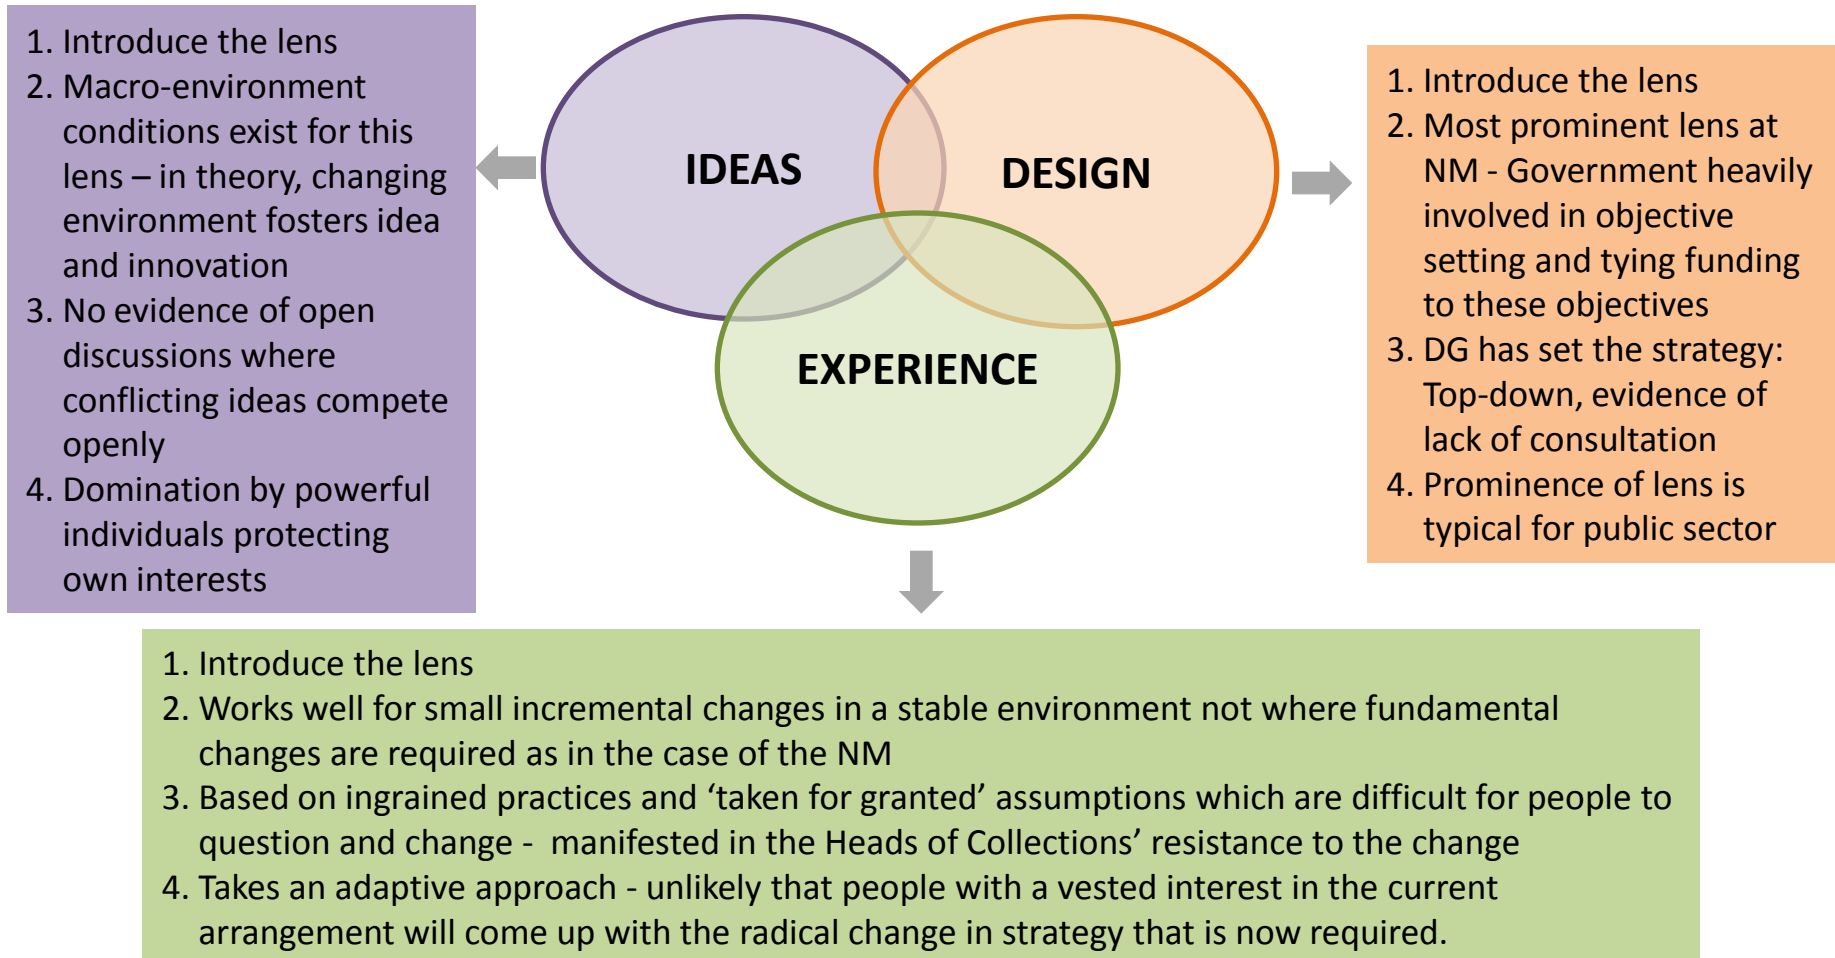 1. Introduce the lens
2. Macro-environment
conditions exist for this
lens – in theory, changing
environment fosters idea
and innovation
3. No evidence of open
discussions where
conflicting ideas compete
openly
4. Domination by powerful
individuals protecting
own interests
IDEAS
DESIGN
EXPERIENCE
1. Introduce the lens
2. Most prominent lens at
NM - Government heavily
involved in objective
setting and tying funding
to these objectives
3. DG has set the strategy:
Top-down, evidence of
lack of consultation
4. Prominence of lens is
typical for public sector
1. Introduce the lens
2. Works well for small incremental changes in a stable environment not where fundamental
changes are required as in the case of the NM
3. Based on ingrained practices and ‘taken for granted’ assumptions which are difficult for people to
question and change -  manifested in the Heads of Collections’ resistance to the change
4. Takes an adaptive approach - unlikely that people with a vested interest in the current
arrangement will come up with the radical change in strategy that is now required.